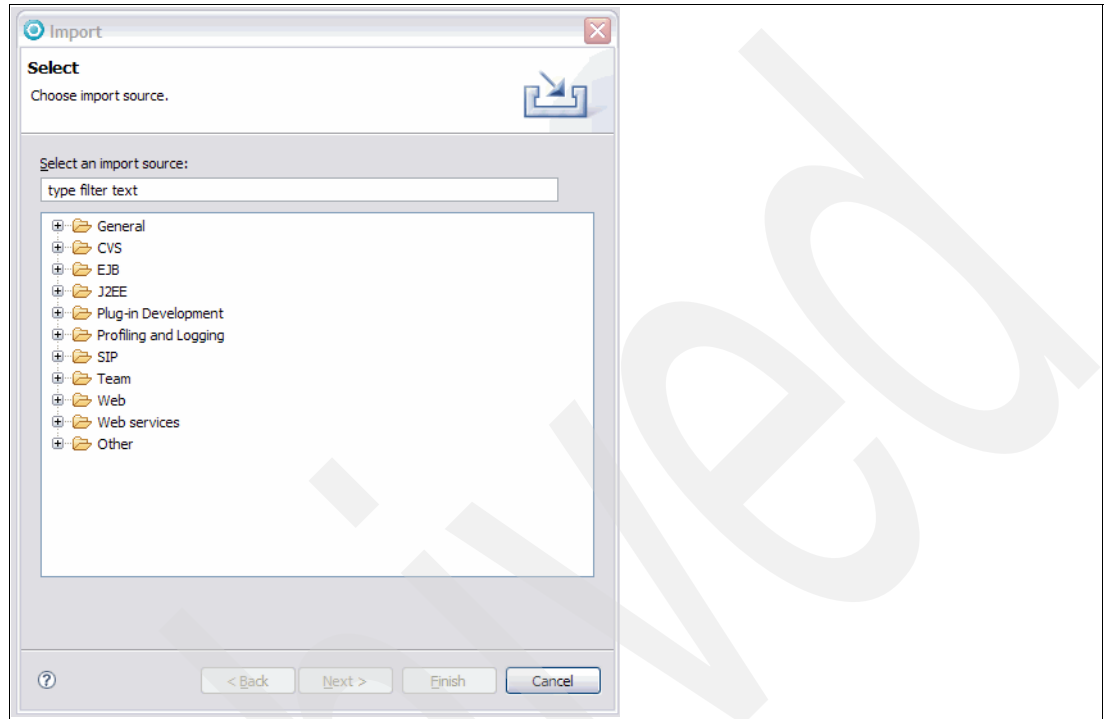 Import
Select
Choose import source.
Select an import source:
type filter text
General
CVS
EJB
J2EE
Plug-in Development
Profiling and Logging
SIP
Team
Web
Web services
Other
?
< Back Next > Finish Cancel